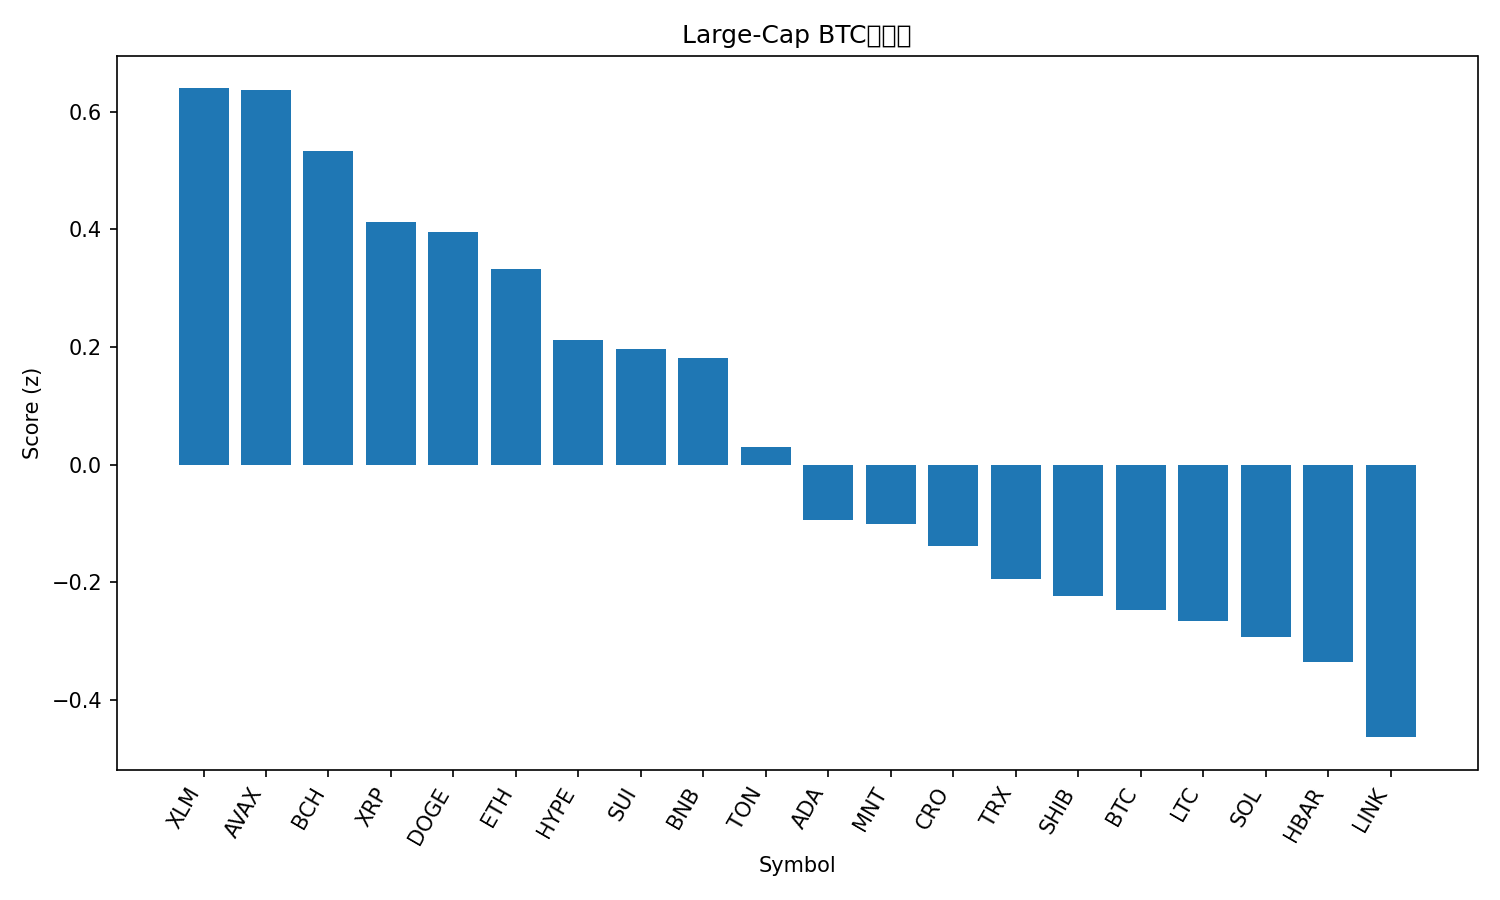 Large-Cap BTC
0.6
0.4
0.2
0.0
−0.2
−0.4
Score (z)
XLM
AVAX
BCH
XRP
DOGE
ETH
HYPE
SUI
BNB
TON
ADA
MNT
CRO
TRX
SHIB
BTC
LTC
SOL
HBAR
LINK
Symbol